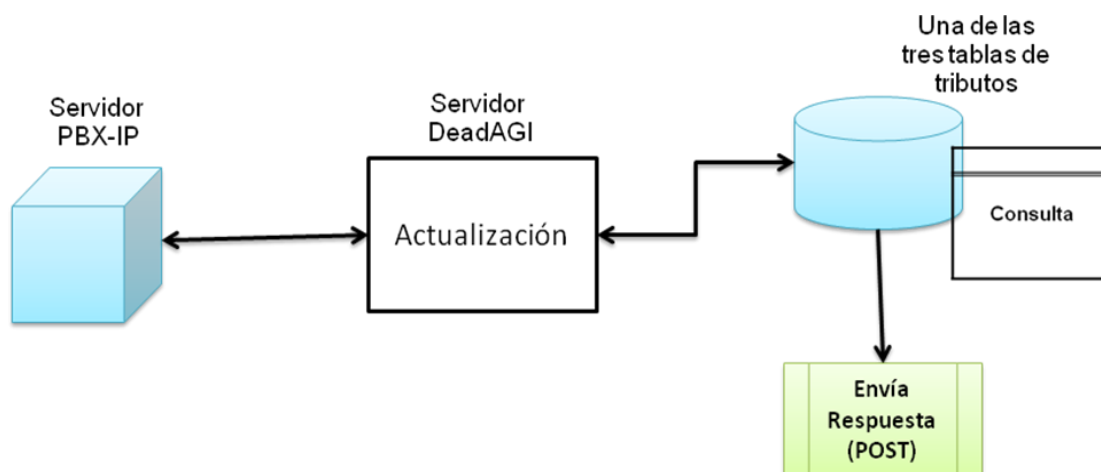 Servidor
PBX-IP
Servidor
DeadAGI
Actualización
Una de las
tres tablas de
tributos
Consulta
Envía
Respuesta
(POST)